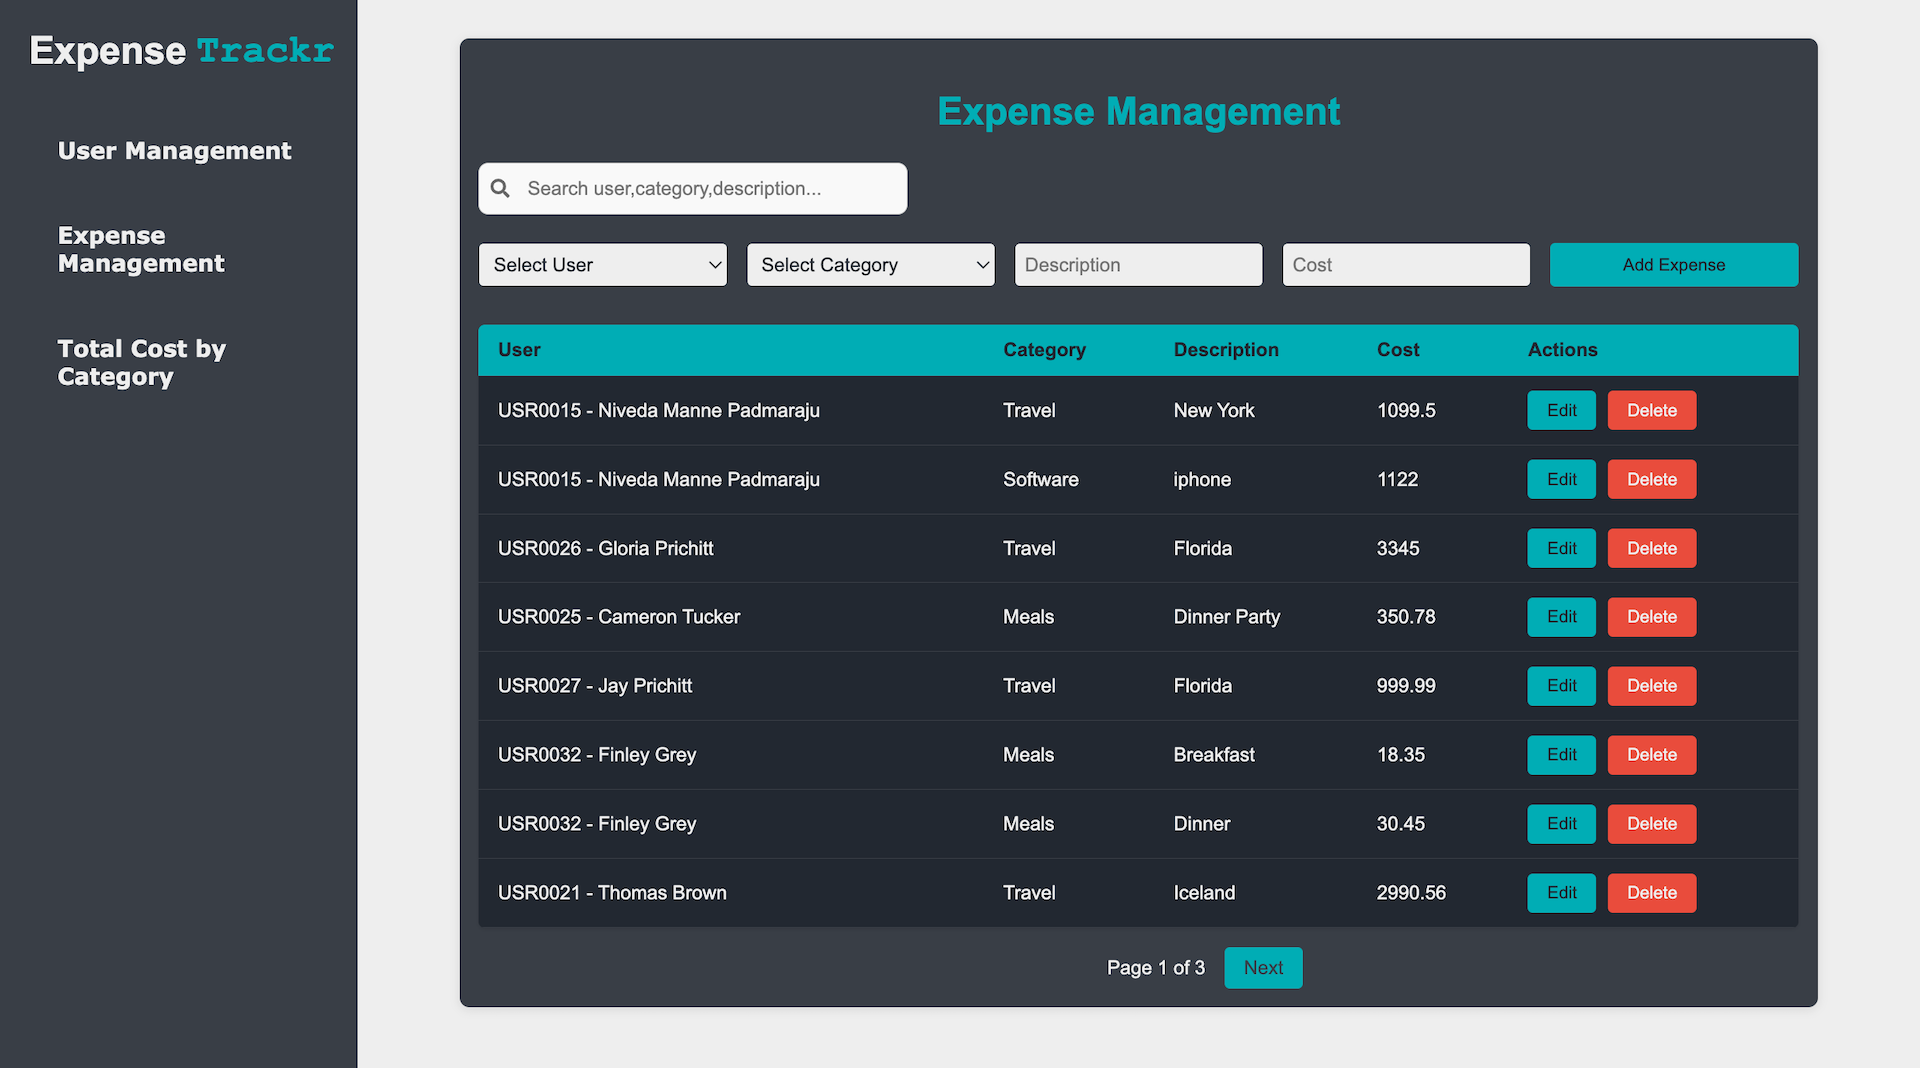 Expense Trackr
User Management
Expense
Management
Total Cost by
Category
Expense Management
Search user,category,description...
Select User Select Category Description Cost Add Expense
User Category Description Cost Actions
USR0015 - Niveda Manne Padmaraju Travel New York 1099.5 Edit Delete
USR0015 - Niveda Manne Padmaraju Software iphone 1122 Edit Delete
USR0026 - Gloria Prichitt Travel Florida 3345 Edit Delete
USR0025 - Cameron Tucker Meals Dinner Party 350.78 Edit Delete
USR0027 - Jay Prichitt Travel Florida 999.99 Edit Delete
USR0032 - Finley Grey Meals Breakfast 18.35 Edit Delete
USR0032 - Finley Grey Meals Dinner 30.45 Edit Delete
USR0021 - Thomas Brown Travel Iceland 2990.56 Edit Delete
Page 1 of 3 Next